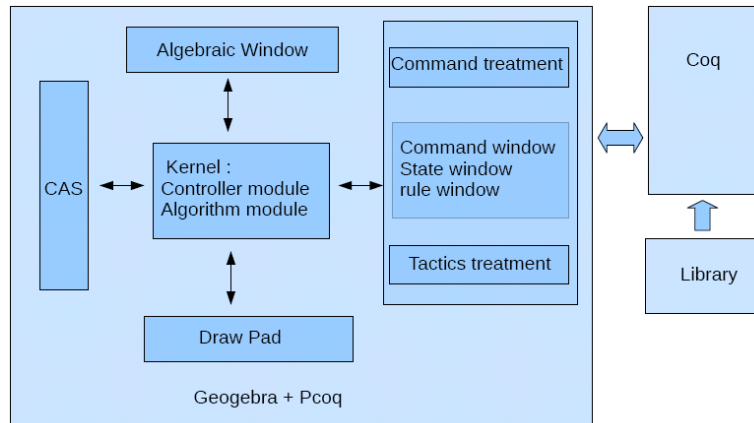 Algebraic Window
Command treatment
Coq
CAS
Kernel :
Controller module
Algorithm module
Command window
State window
rule window
Tactics treatment
Library
Draw Pad
Geogebra + Pcoq